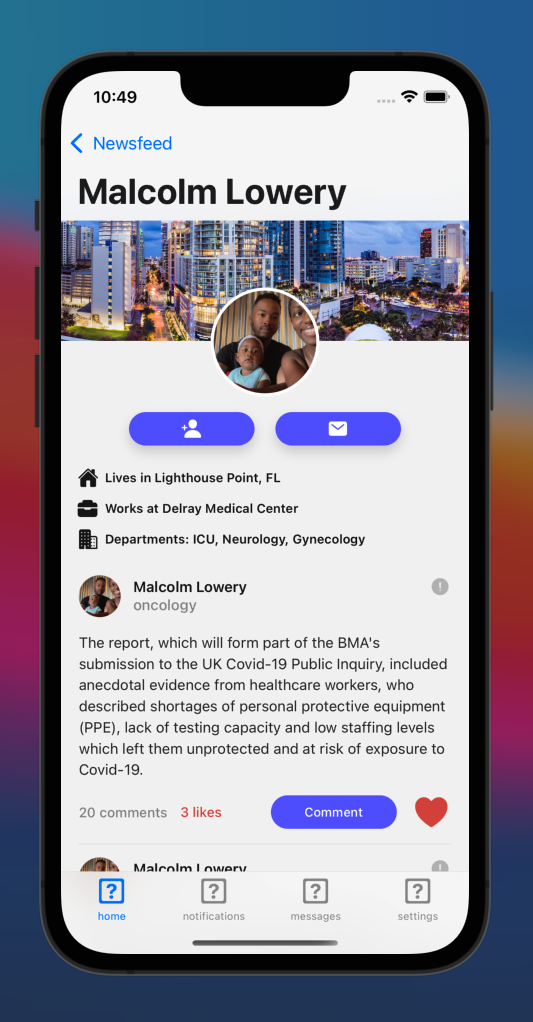 10:49
Newsfeed
Malcolm Lowery
Lives in Lighthouse Point, FL
Works at Delray Medical Center
Departments: ICU, Neurology, Gynecology
Malcolm Lowery
oncology
The report, which will form part of the BMA's
submission to the UK Covid-19 Public Inquiry, included
anecdotal evidence from healthcare workers, who
described shortages of personal protective equipment
(PPE), lack of testing capacity and low staffing levels
which left them unprotected and at risk of exposure to
Covid-19.
20 comments 3 likes Comment
Malcolm Lowery
? ? ? ?
home notifications messages settings